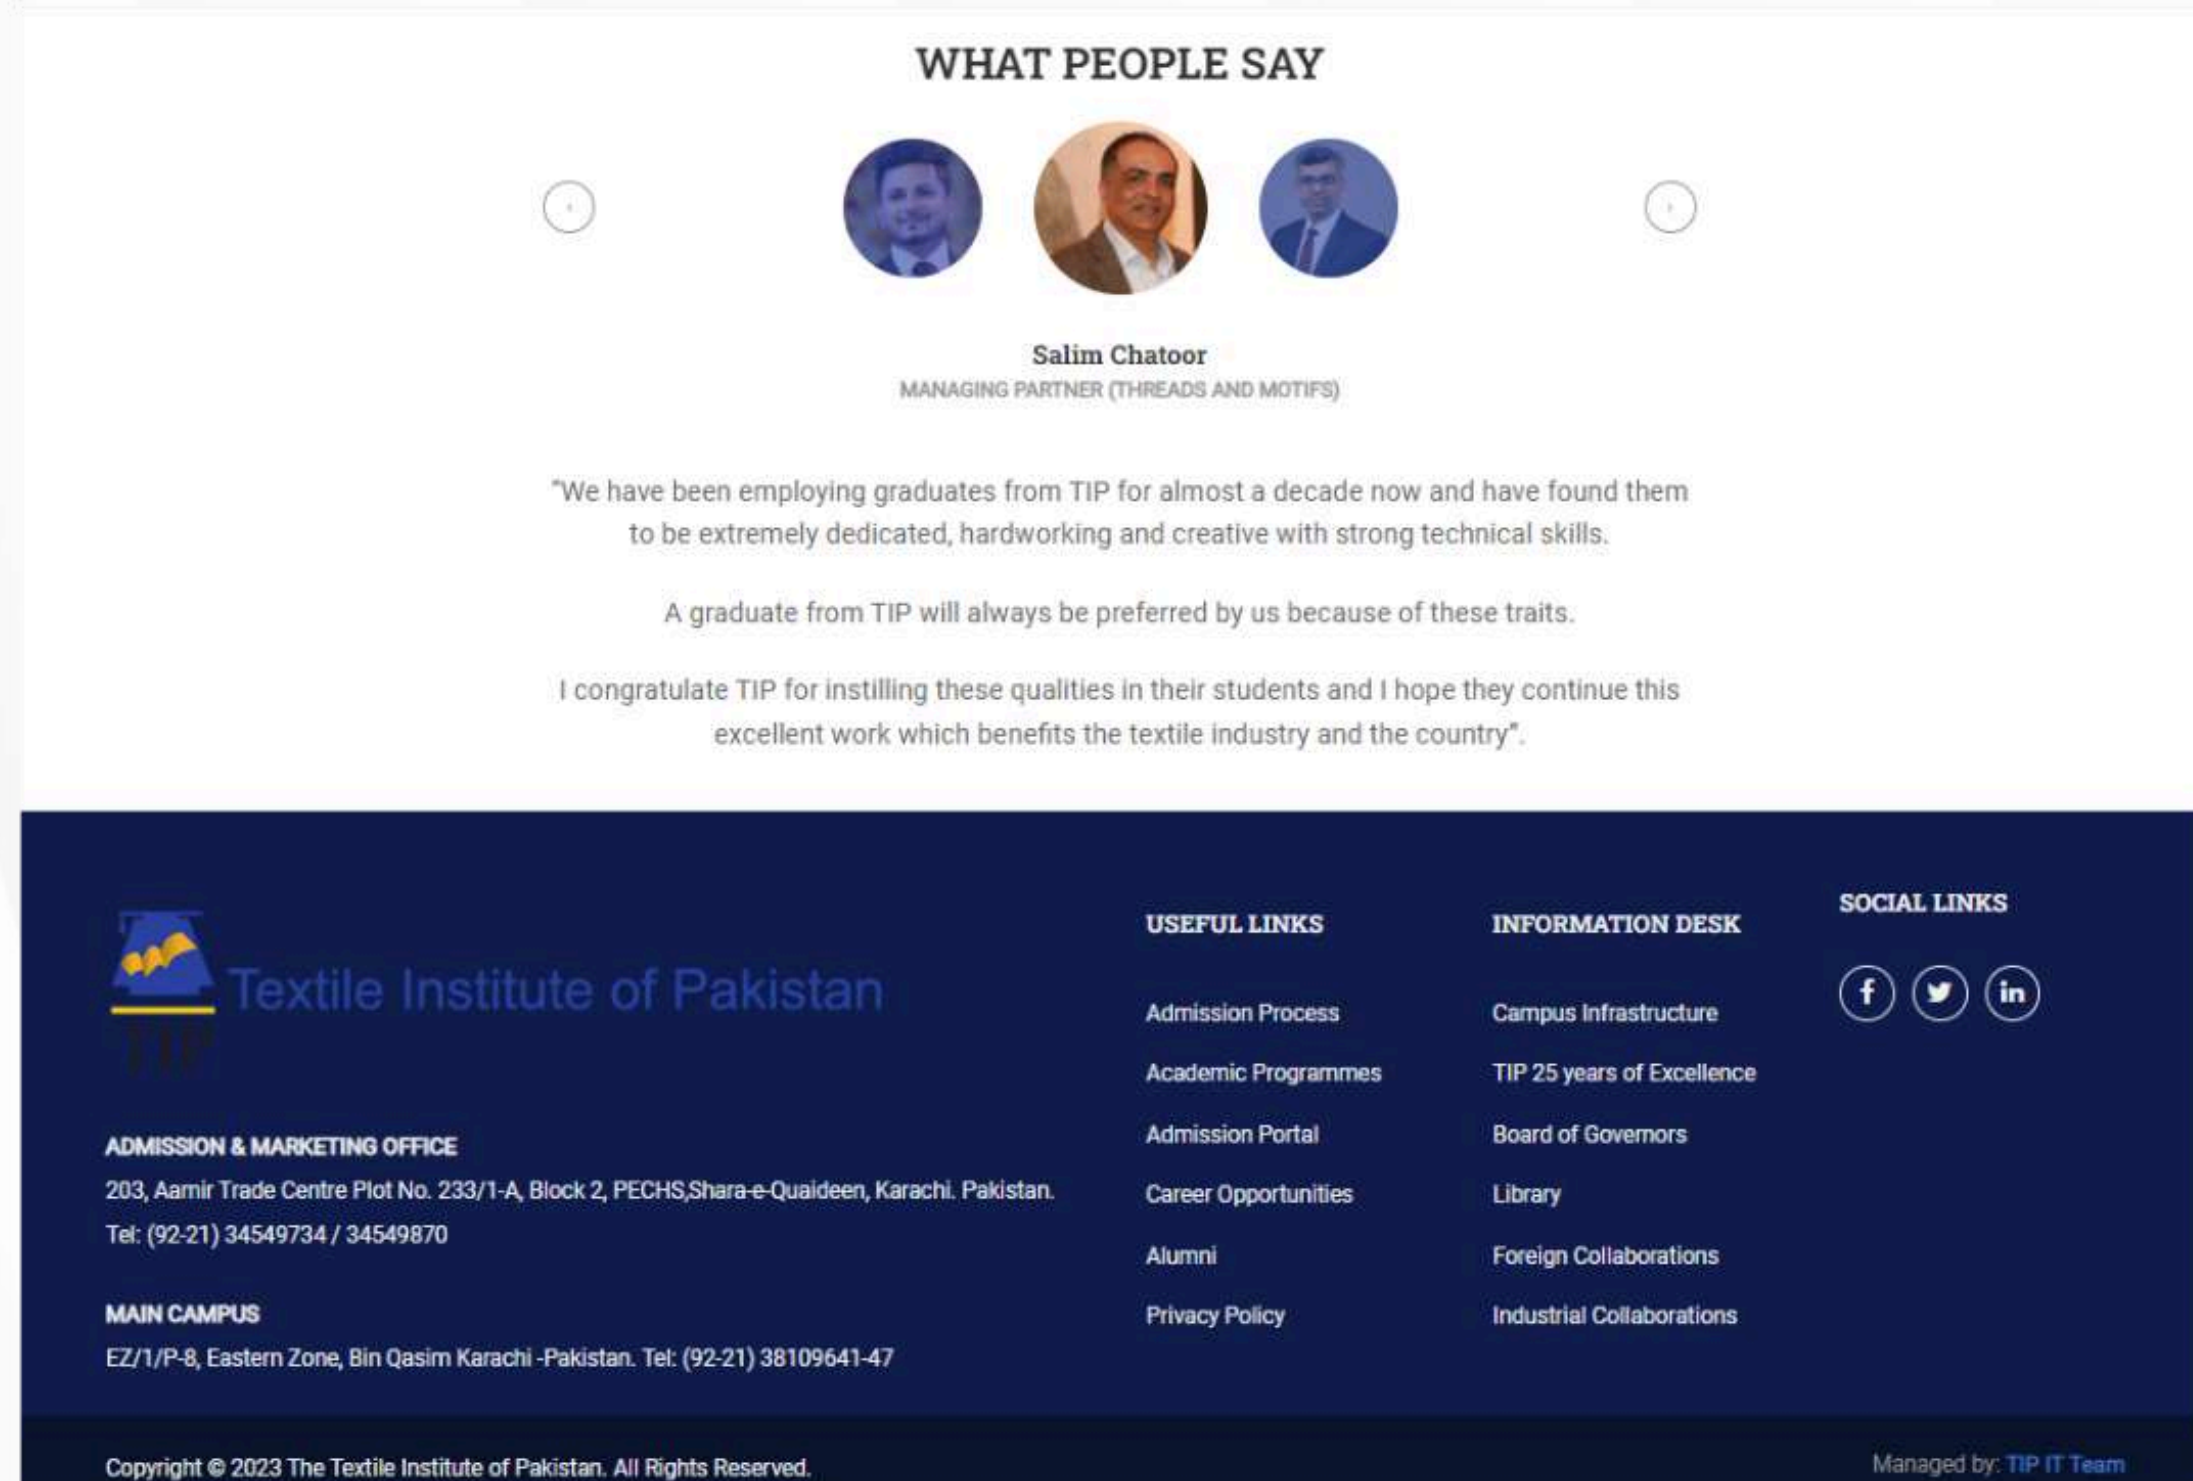 WHAT PEOPLE SAY
Salim Chatoor
MANAGING PARTNER (THREADS AND MOTIFS)
"We have been employing graduates from TIP for almost a decade now and have found them
to be extremely dedicated, hardworking and creative with strong technical skills.
A graduate from TIP will always be preferred by us because of these traits.
I congratulate TIP for instilling these qualities in their students and I hope they continue this
excellent work which benefits the textile industry and the country".
Textile Institute of Pakistan
TIP
ADMISSION & MARKETING OFFICE
203, Aamir Trade Centre Plot No. 233/1-A, Block 2, PECHS,Shara-e-Quaideen, Karachi. Pakistan.
Tel: (92-21) 34549734 / 34549870
MAIN CAMPUS
EZ/1/P-8, Eastern Zone, Bin Qasim Karachi -Pakistan. Tel: (92-21) 38109641-47
USEFUL LINKS
Admission Process
Academic Programmes
Admission Portal
Career Opportunities
Alumni
Privacy Policy
INFORMATION DESK
Campus Infrastructure
TIP 25 years of Excellence
Board of Governors
Library
Foreign Collaborations
Industrial Collaborations
SOCIAL LINKS
f
in
Copyright © 2023 The Textile Institute of Pakistan. All Rights Reserved.
Managed by: TIP IT Team